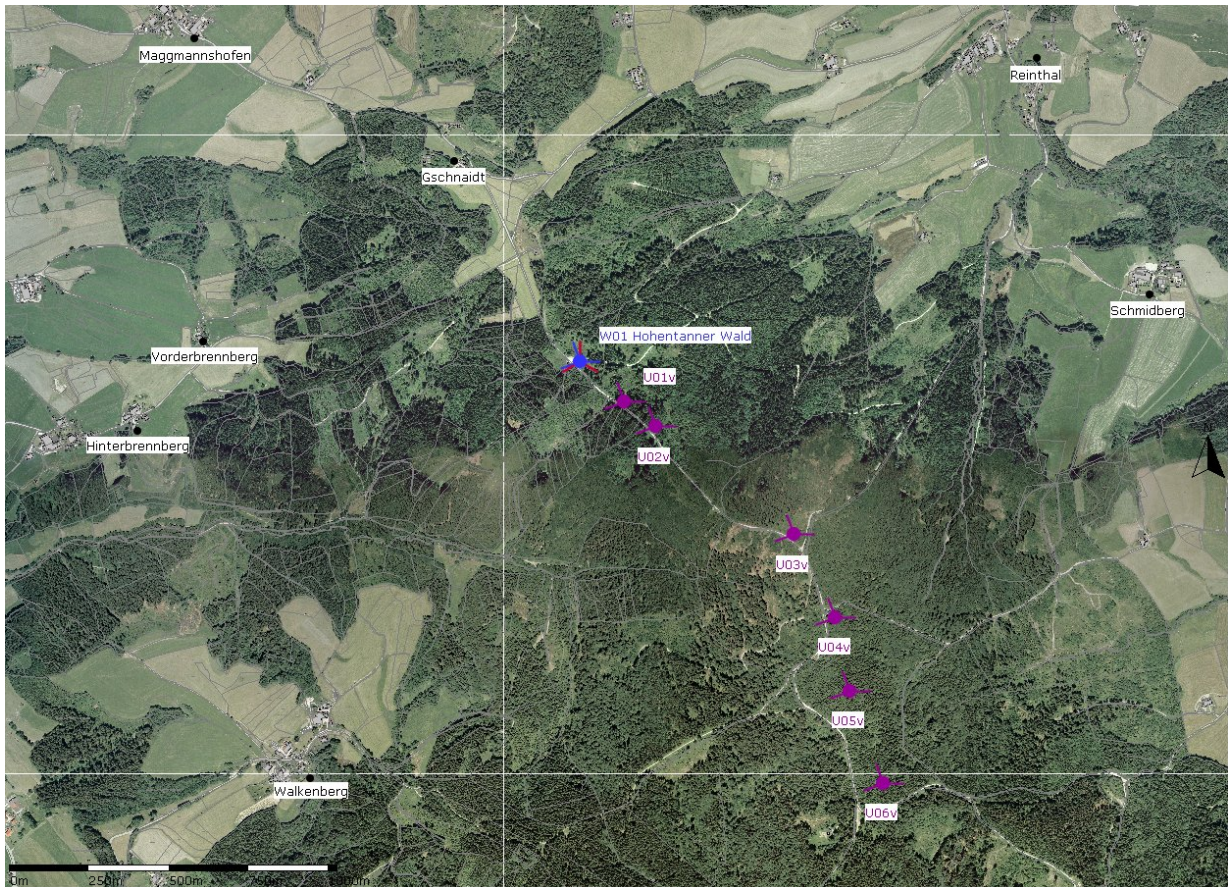 Maggmannshofen
Reinthal
Gschnaidt
Schmidberg
W01 Hohentanner Wald
Vorderbrennberg
U01v
Hinterbrennberg
U02v
U03v
U04v
U05v
Walkenberg
U06v
0m 250m 500m 750m